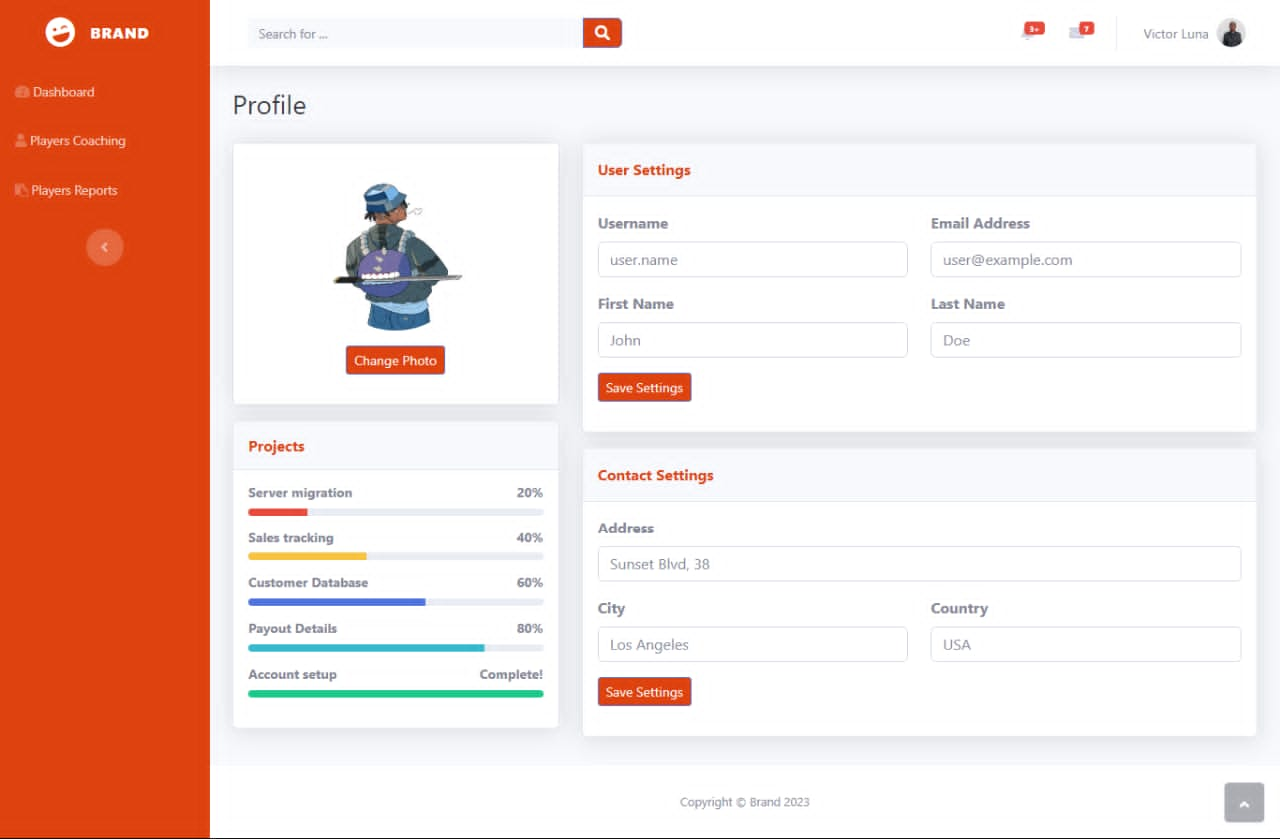 BRAND
Dashboard
Players Coaching
Players Reports
Search for ...
3+
7
Victor Luna
Profile
Change Photo
Projects
Server migration 20%
Sales tracking 40%
Customer Database 60%
Payout Details 80%
Account setup Complete!
User Settings
Username Email Address
user.name user@example.com
First Name Last Name
John Doe
Save Settings
Contact Settings
Address
Sunset Blvd, 38
City Country
Los Angeles USA
Save Settings
Copyright © Brand 2023